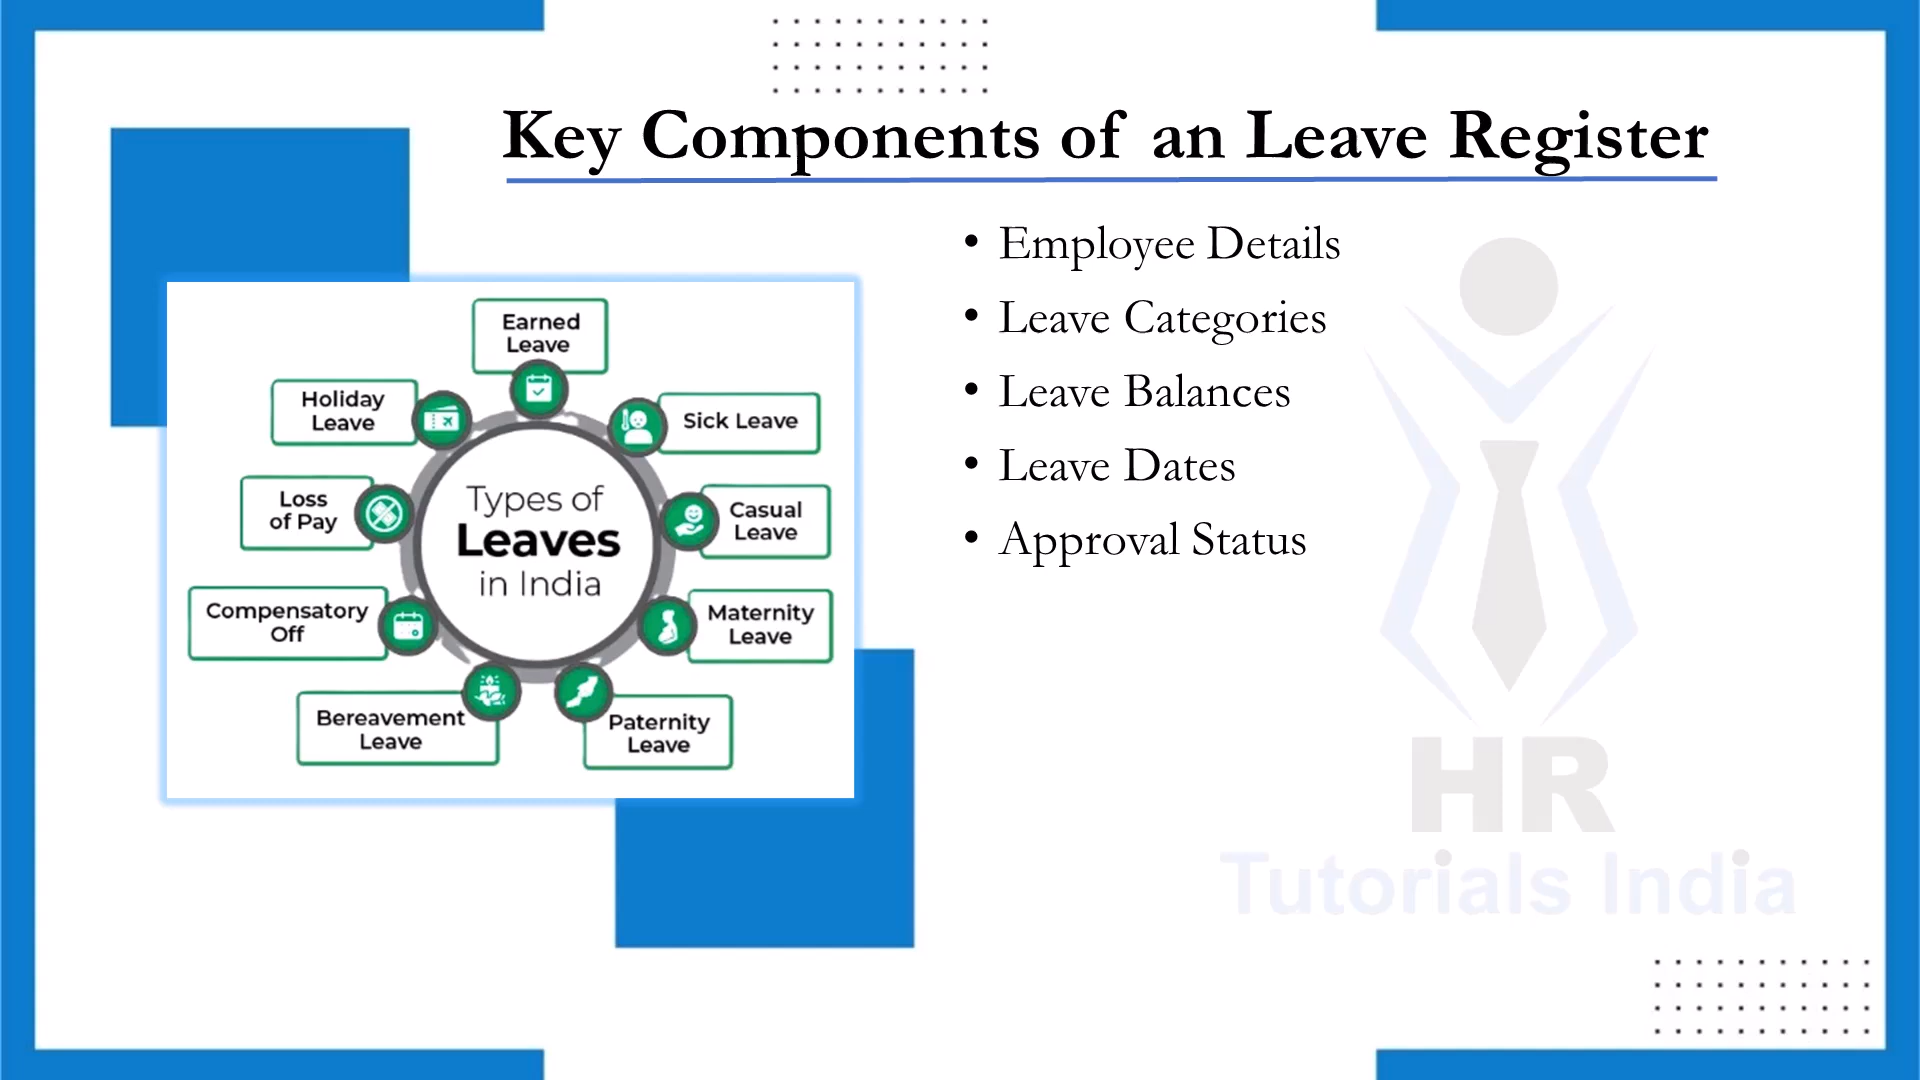 Key Components of an Leave Register
• Employee Details
• Leave Categories
• Leave Balances
• Leave Dates
• Approval Status
Types of
Leaves
in India
Earned
Leave
Sick Leave
Casual
Leave
Maternity
Leave
Paternity
Leave
Bereavement
Leave
Compensatory
Off
Loss
of Pay
Holiday
Leave
HR
Tutorials India